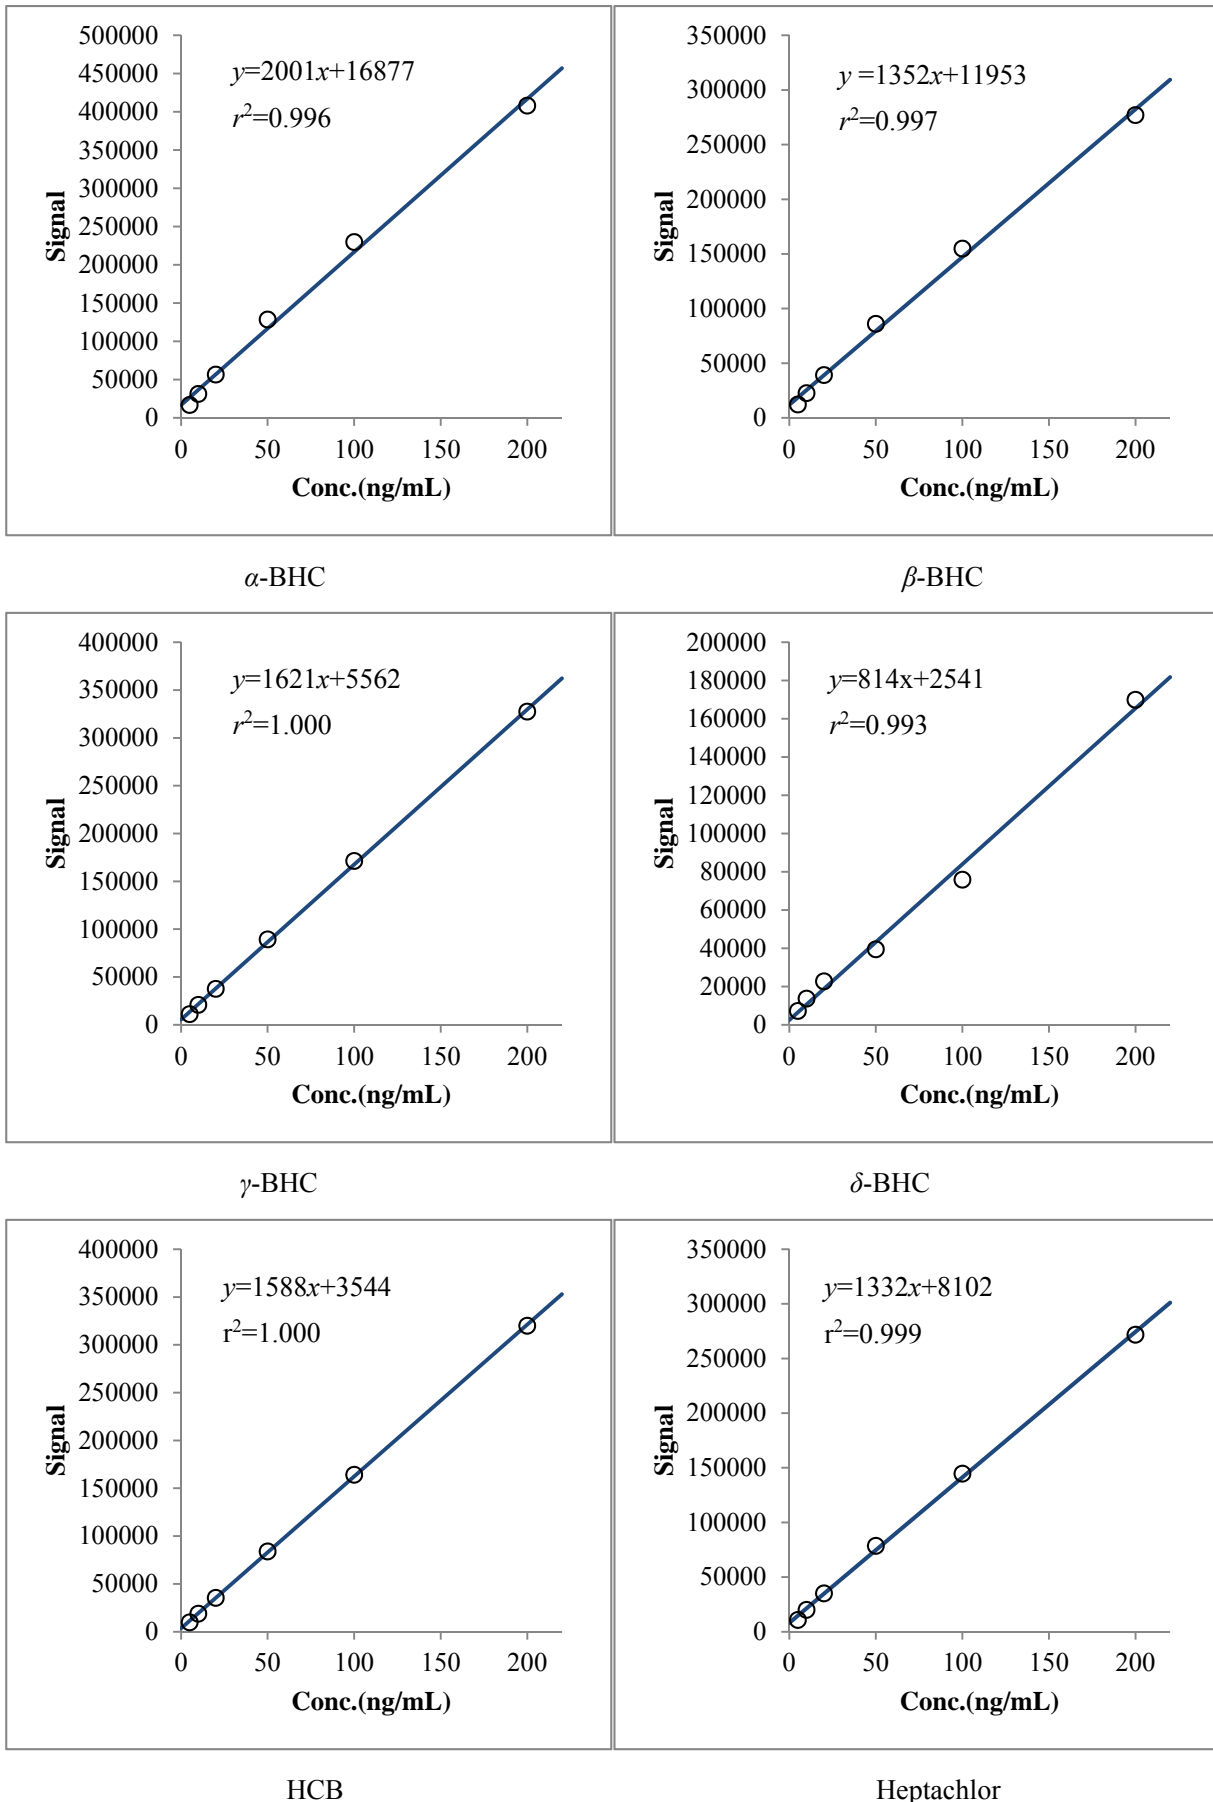 500000
450000
400000
350000
300000
250000
200000
150000
100000
50000
0
y=2001x+16877
r²=0.996
Signal
0 50 100 150 200
Conc.(ng/mL)
α-BHC
350000
300000
250000
200000
150000
100000
50000
0
y =1352x+11953
r²=0.997
Signal
0 50 100 150 200
Conc.(ng/mL)
β-BHC
400000
350000
300000
250000
200000
150000
100000
50000
0
y=1621x+5562
r²=1.000
Signal
0 50 100 150 200
Conc.(ng/mL)
γ-BHC
200000
180000
160000
140000
120000
100000
80000
60000
40000
20000
0
y=814x+2541
r²=0.993
Signal
0 50 100 150 200
Conc.(ng/mL)
δ-BHC
400000
350000
300000
250000
200000
150000
100000
50000
0
y=1588x+3544
r²=1.000
Signal
0 50 100 150 200
Conc.(ng/mL)
HCB
350000
300000
250000
200000
150000
100000
50000
0
y=1332x+8102
r²=0.999
Signal
0 50 100 150 200
Conc.(ng/mL)
Heptachlor